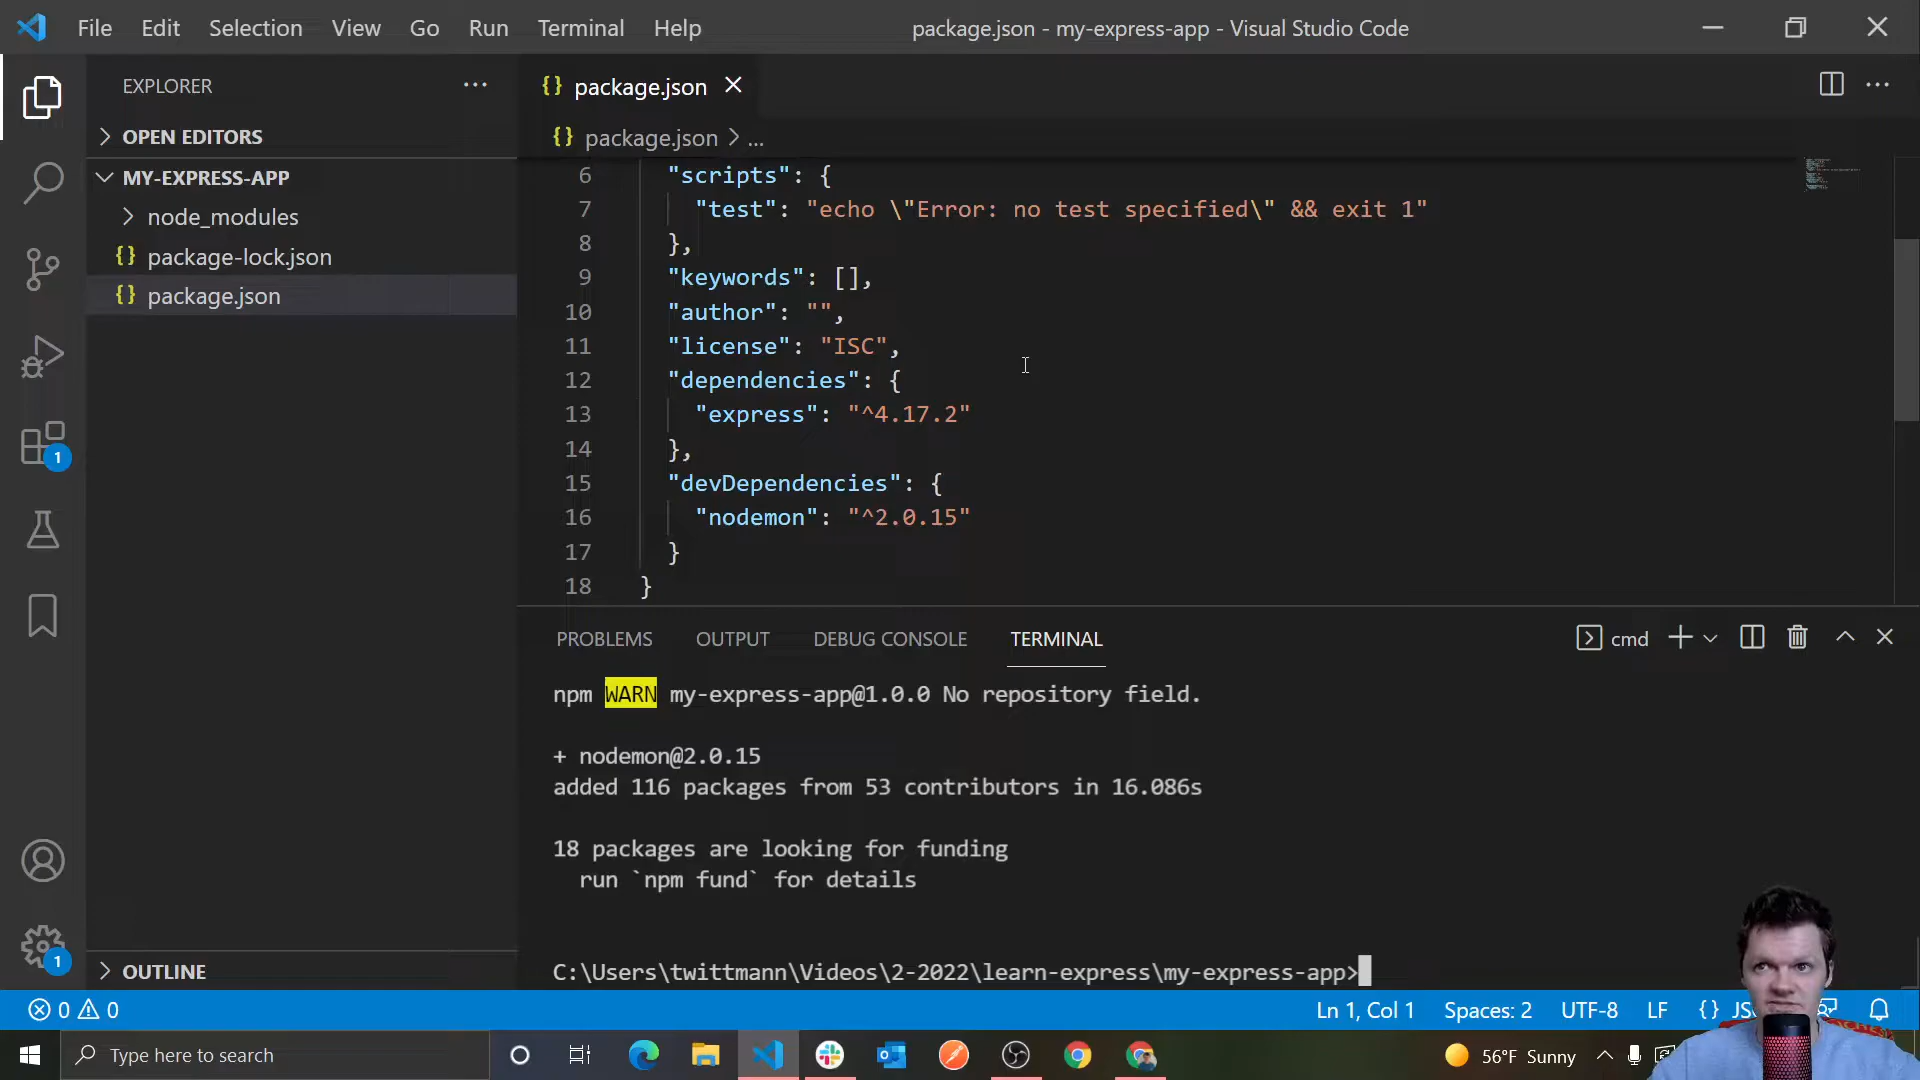 File Edit Selection View Go Run Terminal Help
package.json - my-express-app - Visual Studio Code
EXPLORER
OPEN EDITORS
MY-EXPRESS-APP
node_modules
{} package-lock.json
{} package.json
OUTLINE
{} package.json
{} package.json > ...
6 "scripts": {
7 "test": "echo \"Error: no test specified\" && exit 1"
8 },
9 "keywords": [],
10 "author": "",
11 "license": "ISC",
12 "dependencies": {
13 "express": "^4.17.2"
14 },
15 "devDependencies": {
16 "nodemon": "^2.0.15"
17 }
18 }
PROBLEMS OUTPUT DEBUG CONSOLE TERMINAL
cmd
npm WARN my-express-app@1.0.0 No repository field.
+ nodemon@2.0.15
added 116 packages from 53 contributors in 16.086s
18 packages are looking for funding
run `npm fund` for details
C:\Users\twittmann\Videos\2-2022\learn-express\my-express-app>
1
1
0 0
Ln 1, Col 1 Spaces: 2 UTF-8 LF {}
Type here to search
56°F Sunny